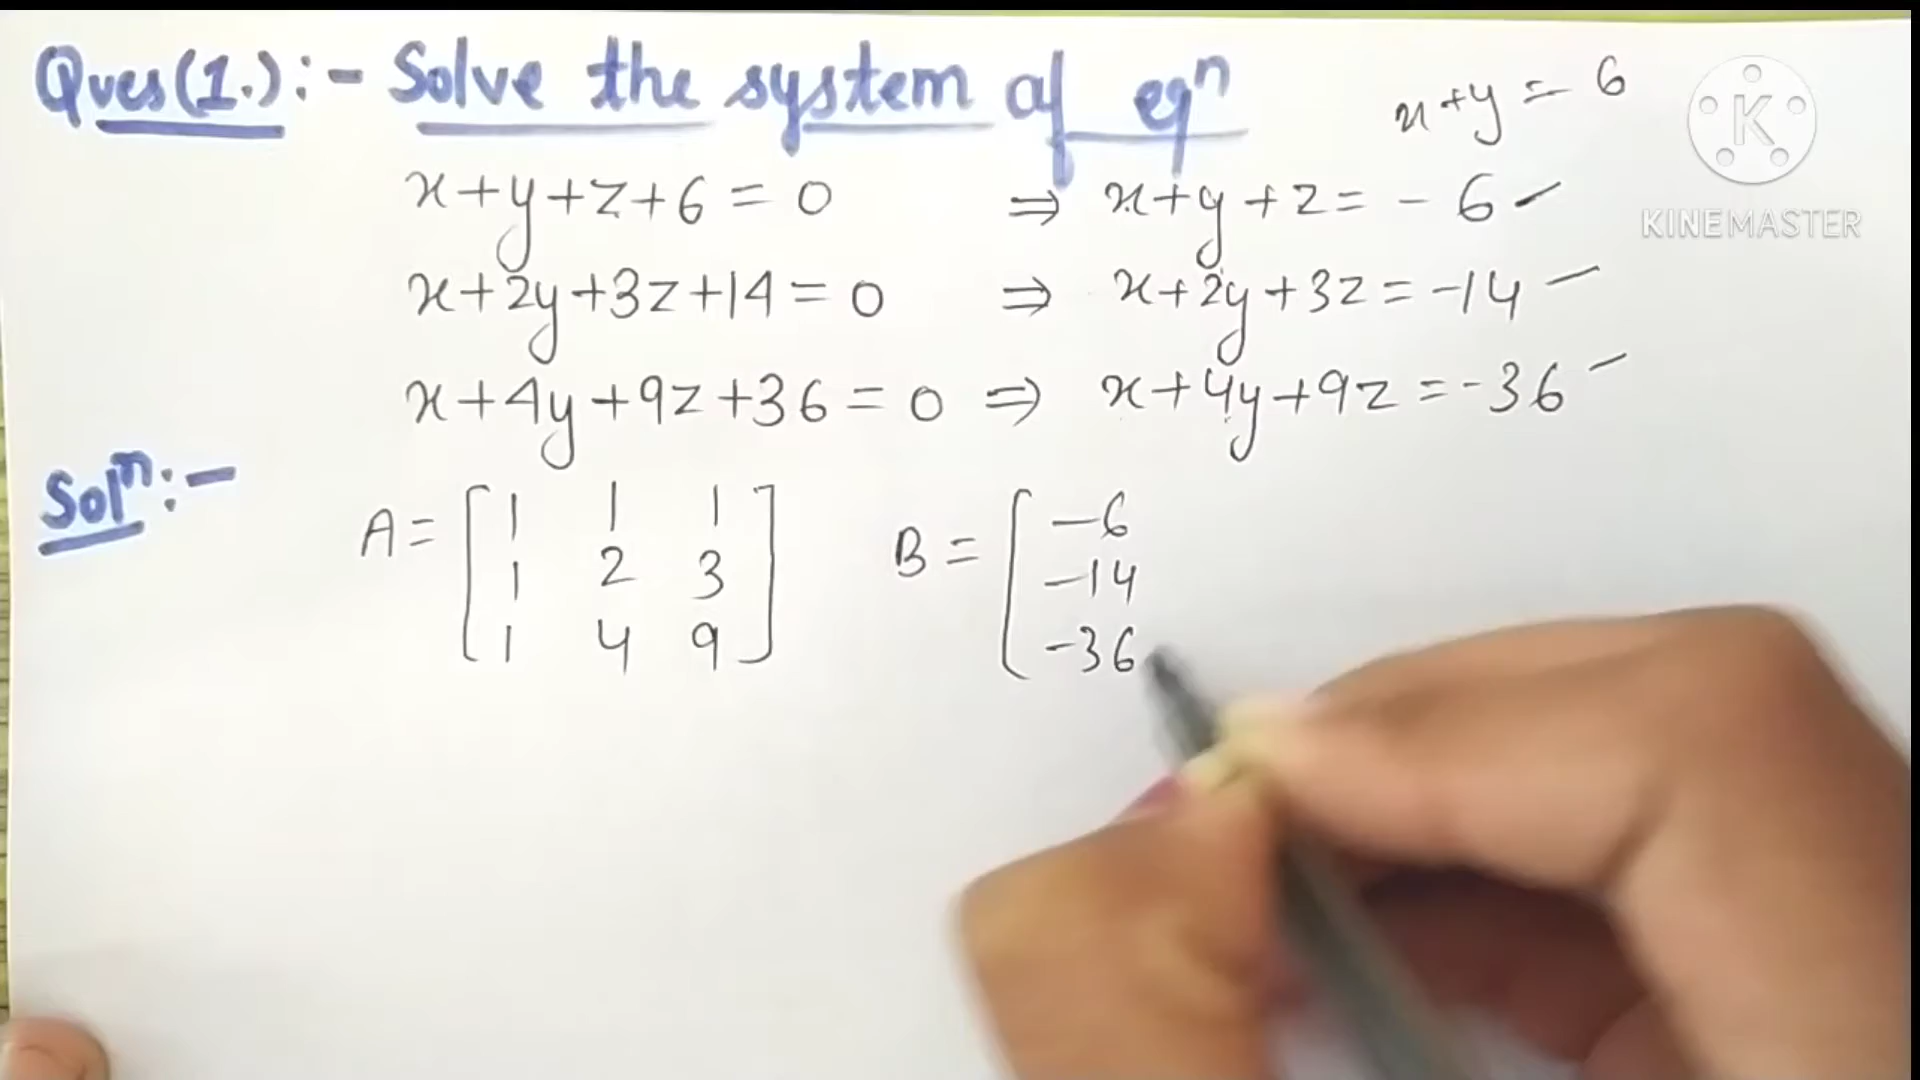 Ques(1.):- Solve the system of eqⁿ
x+y = 6
K
KINEMASTER
x+y+z+6 = 0 ⇒ x+y+z = - 6
x+2y+3z+14 = 0 ⇒ x+2y+3z = -14
x+4y+9z+36 = 0 ⇒ x+4y+9z = -36
Solⁿ:-
A = [1 1 1
1 2 3
1 4 9]
B = [-6
-14
-36